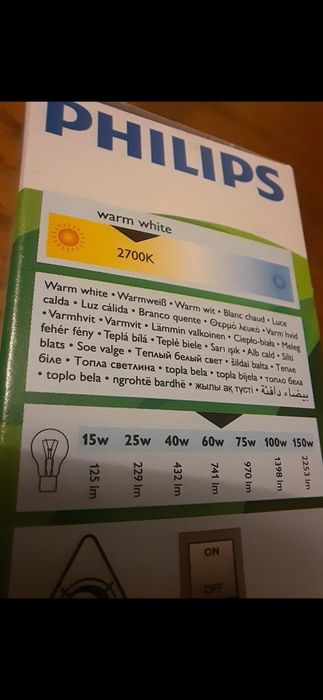 PHILIPS
warm white
2700K
Warm white • Warmweiß • Warm wit • Blanc chaud • Luce
calda • Luz cálida • Branco quente • Θερμό λευκό • Varm hvid
• Varmhvit • Varmvit • Lämmin valkoinen • Ciepło-biała • Meleg
fehér fény • Teplá bílá • Teplé biele • Sarı ışık • Alb cald • Silti
blats • Soe valge • Теплый белый свет • šildai balta • Тепле
біле • Топла светлина • topla bela • topla bijela • топло бела
• toplo bela • ngrohtë bardhë • жылы ақ түсті • بيضاء دافئة
15w 25w 40w 60w 75w 100w 150w
125 lm 229 lm 432 lm 741 lm 970 lm 1398 lm 2253 lm
ON
OFF